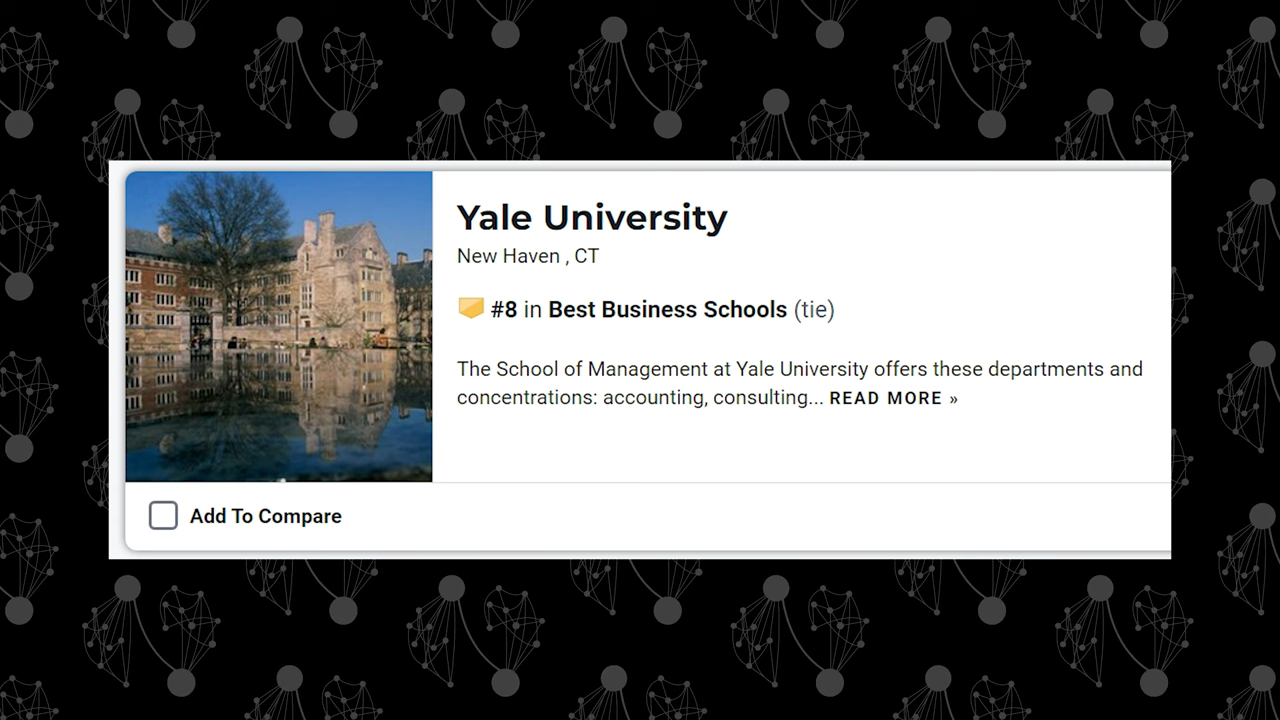 Yale University
New Haven , CT
#8 in Best Business Schools (tie)
The School of Management at Yale University offers these departments and
concentrations: accounting, consulting... READ MORE »
Add To Compare